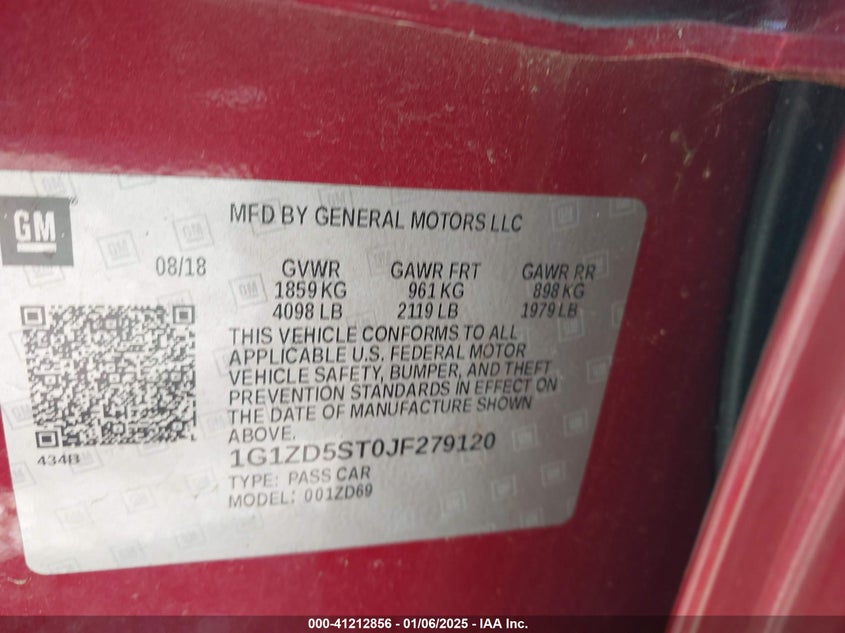 GM
MFD BY GENERAL MOTORS LLC
08/18 GVWR GAWR FRT GAWR RR
1859 KG 961 KG 898 KG
4098 LB 2119 LB 1979 LB
THIS VEHICLE CONFORMS TO ALL
APPLICABLE U.S. FEDERAL MOTOR
VEHICLE SAFETY, BUMPER, AND THEFT
PREVENTION STANDARDS IN EFFECT ON
THE DATE OF MANUFACTURE SHOWN
ABOVE.
434B
1G1ZD5ST0JF279120
TYPE: PASS CAR
MODEL: 001ZD69
000-41212856 - 01/06/2025 - IAA Inc.